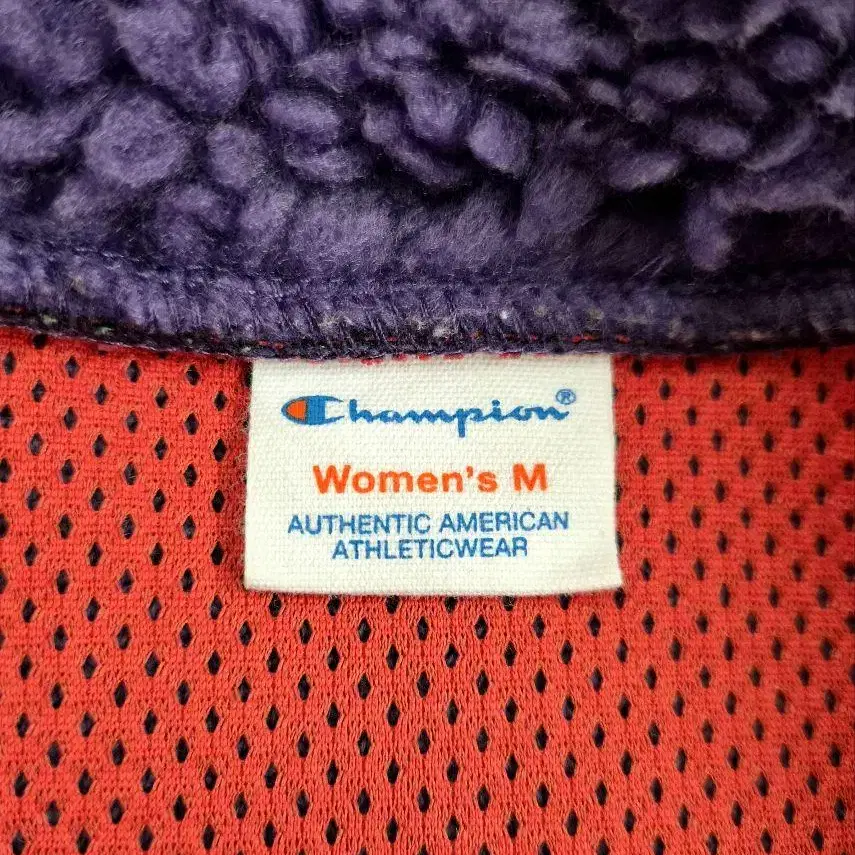 Champion®
Women's M
AUTHENTIC AMERICAN
ATHLETICWEAR